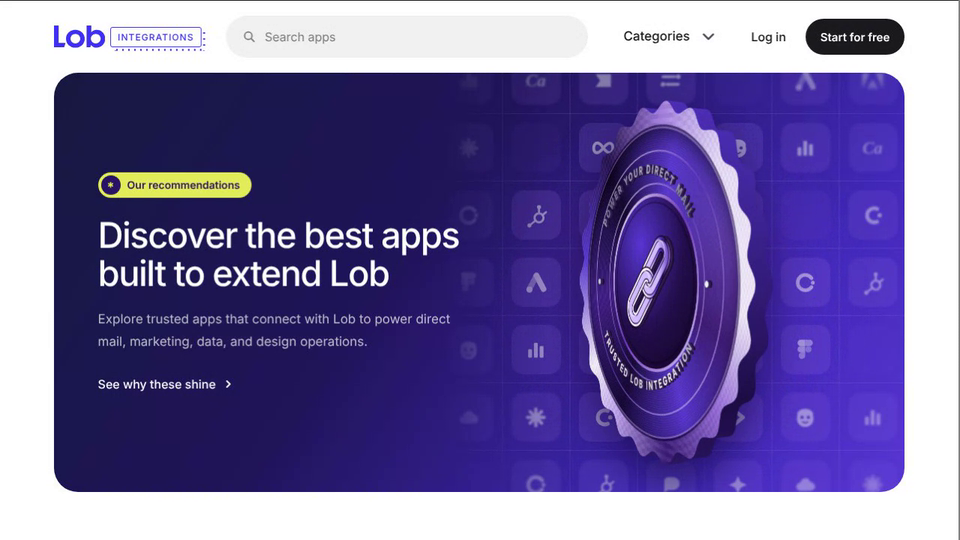 Lob INTEGRATIONS
Search apps
Categories
Log in
Start for free
Our recommendations
Discover the best apps
built to extend Lob
Explore trusted apps that connect with Lob to power direct
mail, marketing, data, and design operations.
See why these shine
POWER YOUR DIRECT MAIL
TRUSTED LOB INTEGRATION
Ca
Ca